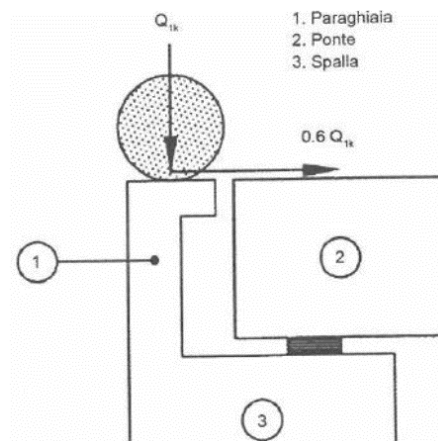 Q1k
1. Paraghiaia
2. Ponte
3. Spalla
0.6 Q1k
1
2
3